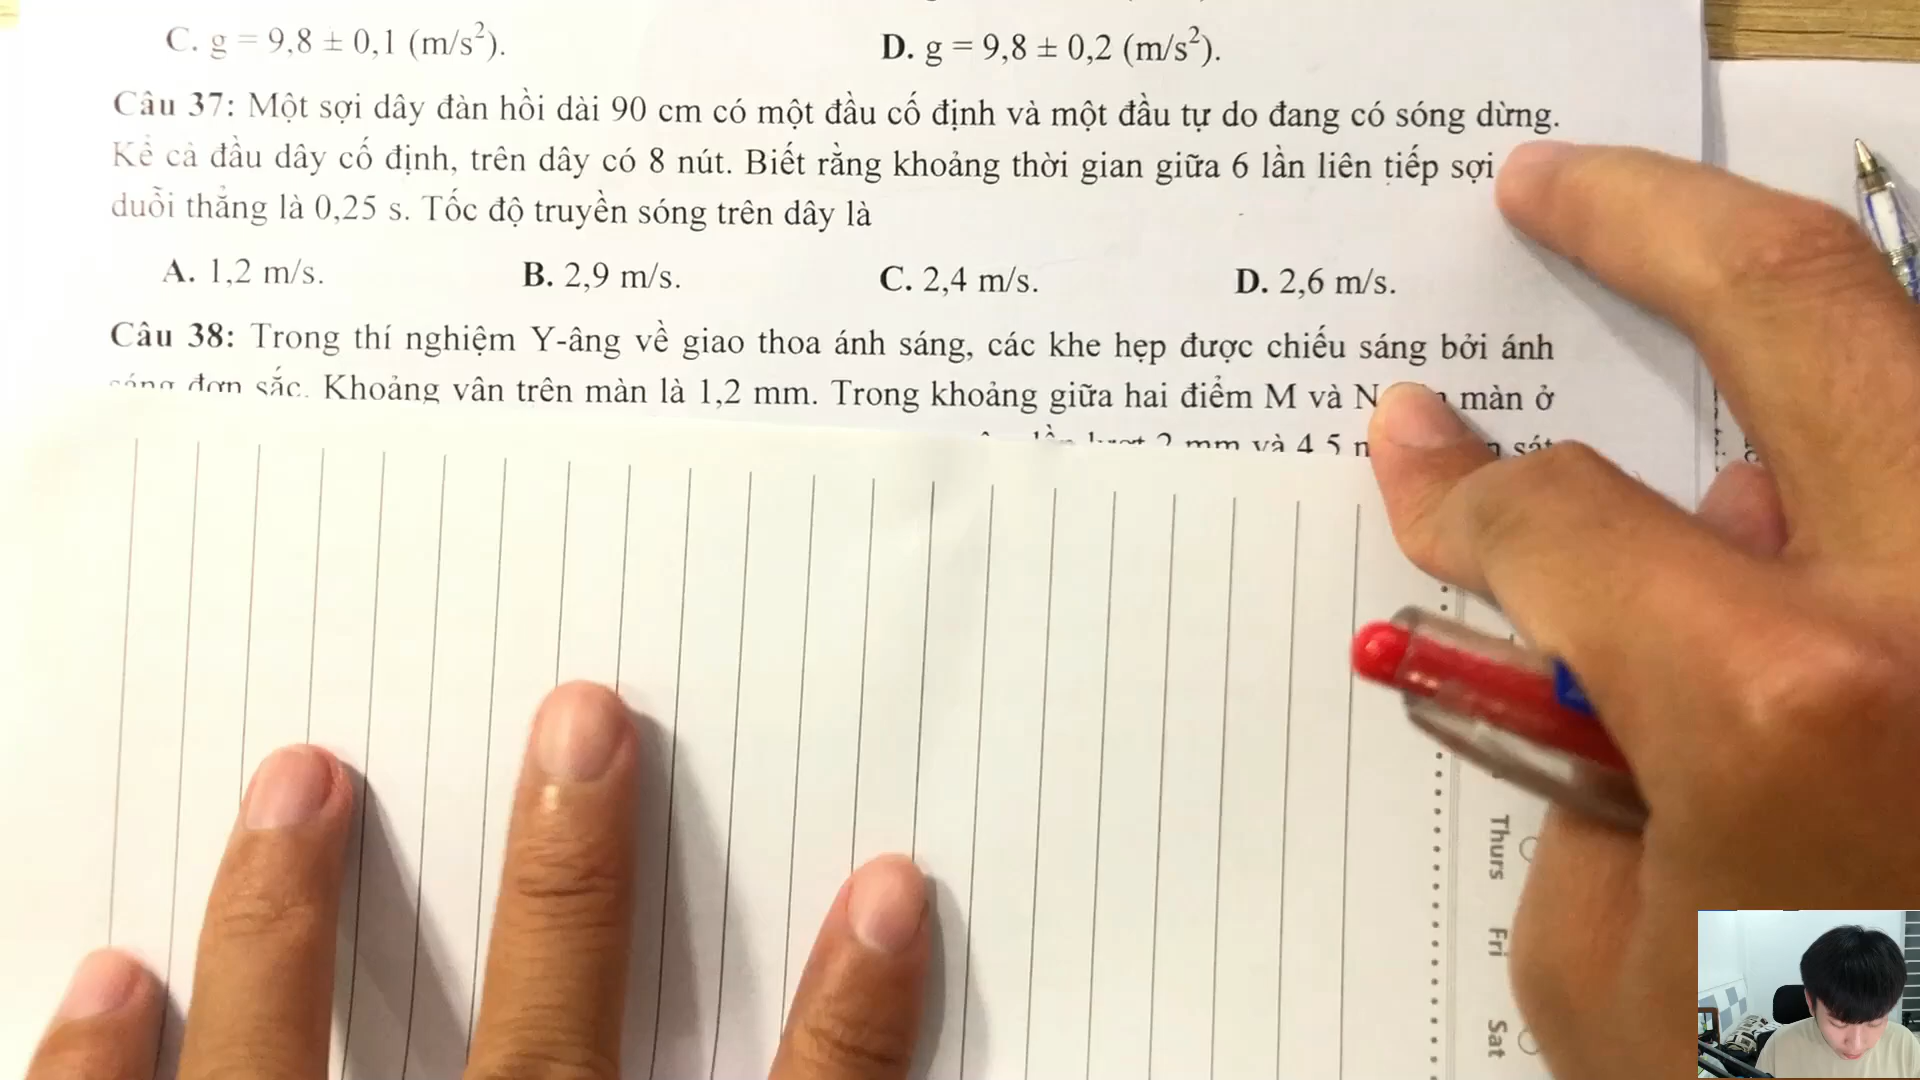 C. g = 9,8 ± 0,1 (m/s²).
D. g = 9,8 ± 0,2 (m/s²).
Câu 37: Một sợi dây đàn hồi dài 90 cm có một đầu cố định và một đầu tự do đang có sóng dừng.
Kể cả đầu dây cố định, trên dây có 8 nút. Biết rằng khoảng thời gian giữa 6 lần liên tiếp sợi
duỗi thẳng là 0,25 s. Tốc độ truyền sóng trên dây là
A. 1,2 m/s.
B. 2,9 m/s.
C. 2,4 m/s.
D. 2,6 m/s.
Câu 38: Trong thí nghiệm Y-âng về giao thoa ánh sáng, các khe hẹp được chiếu sáng bởi ánh
sáng đơn sắc. Khoảng vân trên màn là 1,2 mm. Trong khoảng giữa hai điểm M và N màn ở
mm và 4,5
Thurs
Fri
Sat